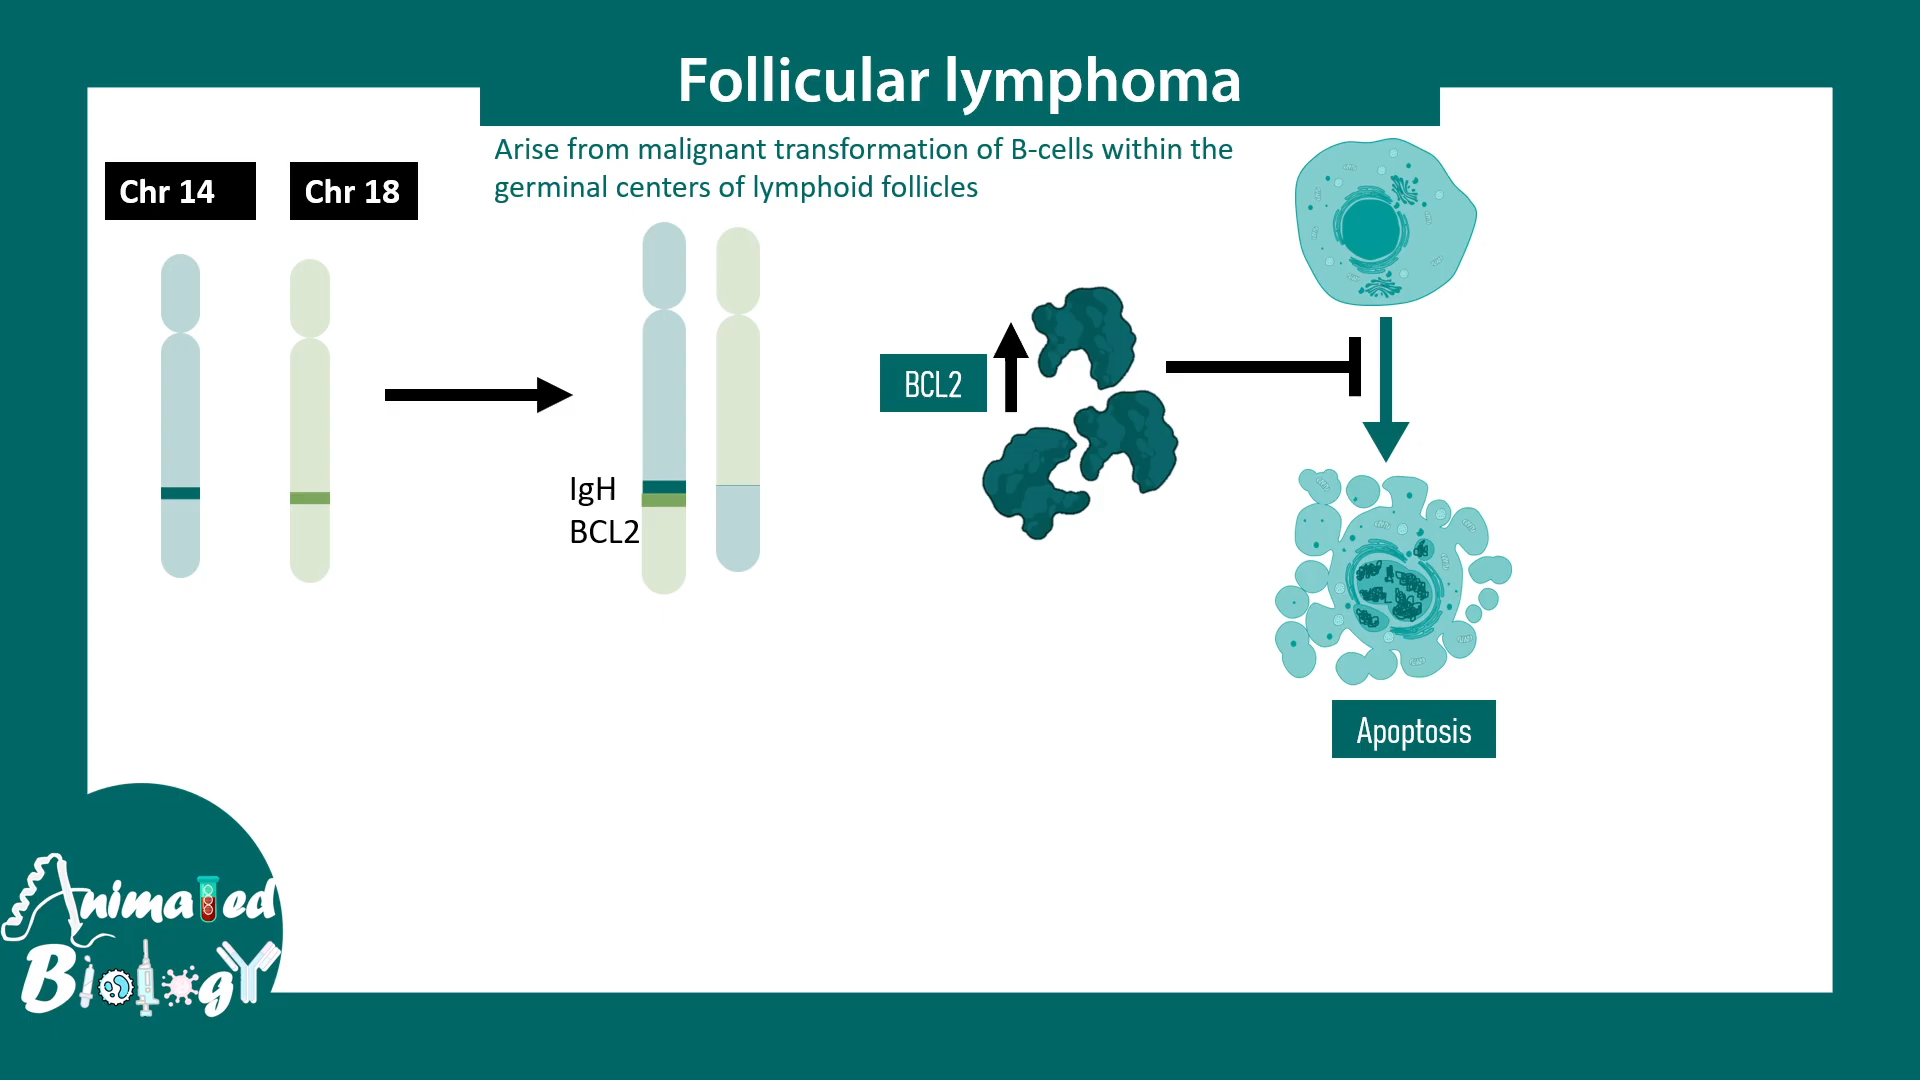 Follicular lymphoma
Arise from malignant transformation of B-cells within the
germinal centers of lymphoid follicles
Chr 14
Chr 18
IgH
BCL2
BCL2
Apoptosis
Animated
Biology